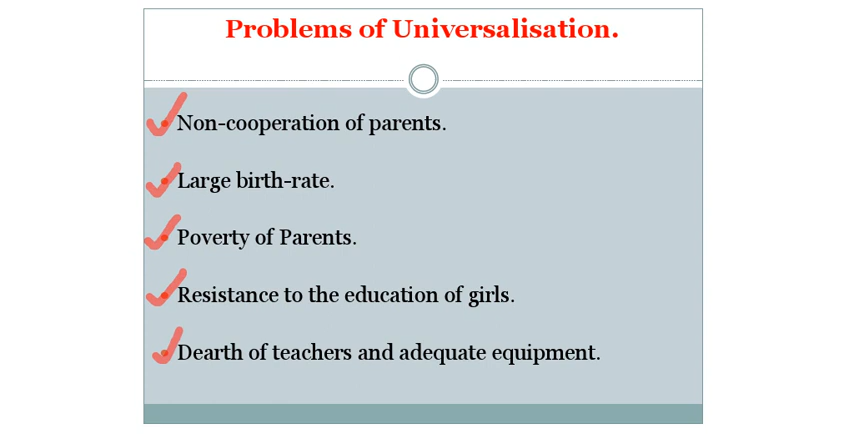 Problems of Universalisation.
Non-cooperation of parents.
Large birth-rate.
Poverty of Parents.
Resistance to the education of girls.
Dearth of teachers and adequate equipment.